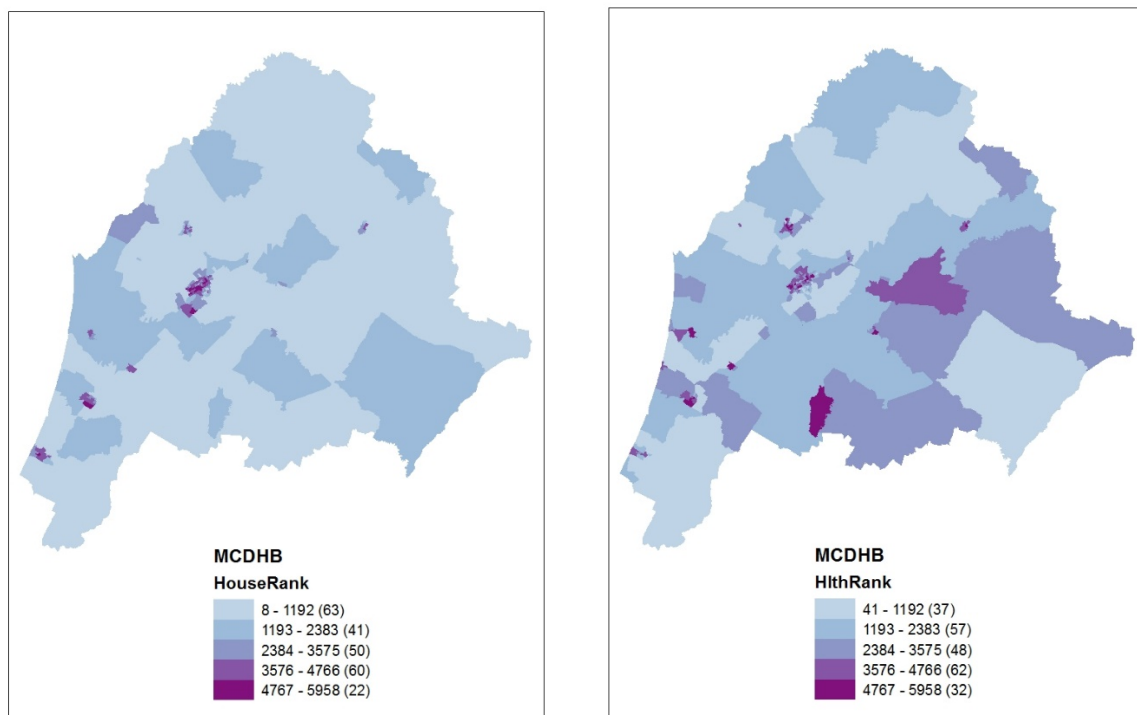 MCDHB
HouseRank
8 - 1192 (63)
1193 - 2383 (41)
2384 - 3575 (50)
3576 - 4766 (60)
4767 - 5958 (22)
MCDHB
HlthRank
41 - 1192 (37)
1193 - 2383 (57)
2384 - 3575 (48)
3576 - 4766 (62)
4767 - 5958 (32)